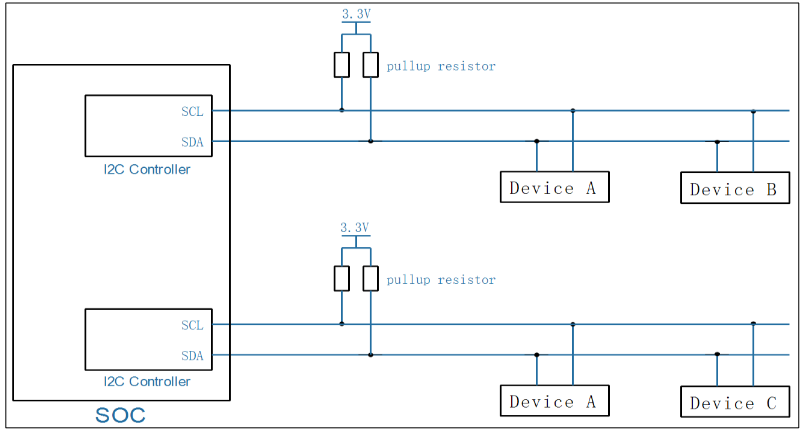 3.3V
pullup resistor
SCL
SDA
I2C Controller
Device A
Device B
3.3V
pullup resistor
SCL
SDA
I2C Controller
Device A
Device C
SOC